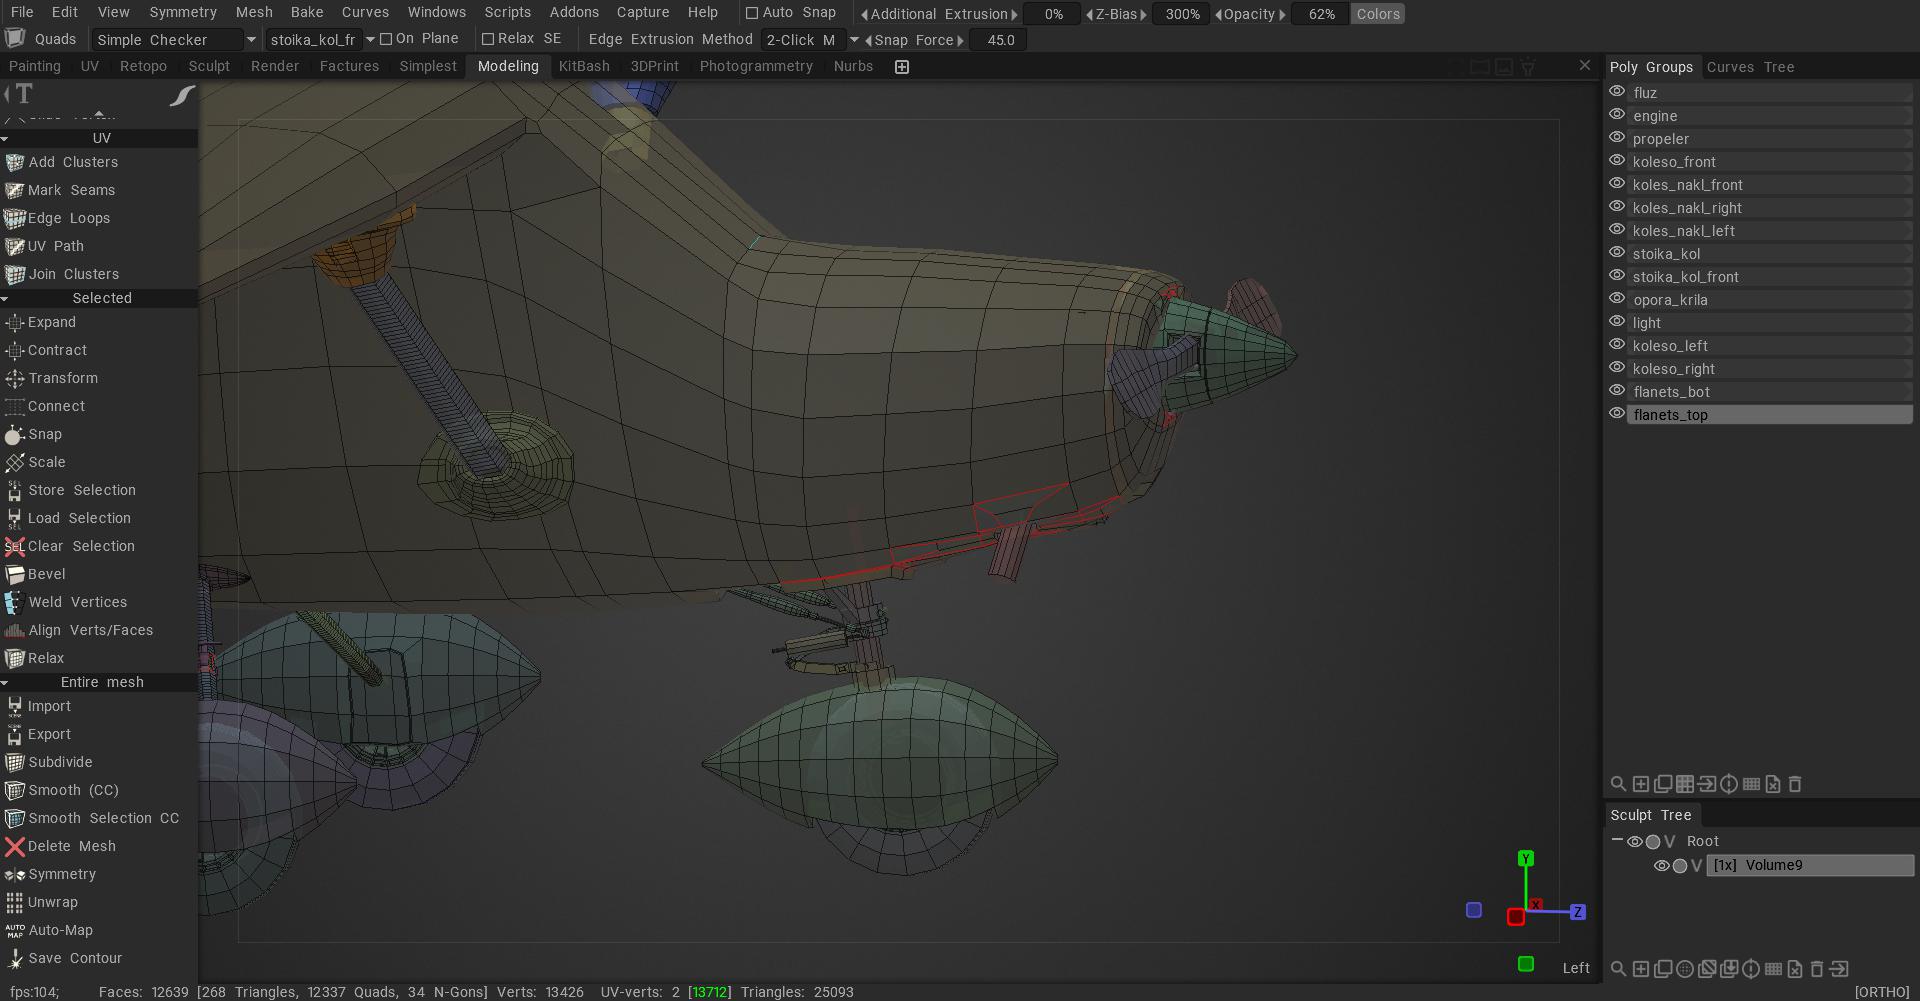 File Edit View Symmetry Mesh Bake Curves Windows Scripts Addons Capture Help Auto Snap Additional Extrusion 0% Z-Bias 300% Opacity 62% Colors
Quads Simple Checker stoika_kol_fr On Plane Relax SE Edge Extrusion Method 2-Click M Snap Force 45.0
Painting UV Retopo Sculpt Render Factures Simplest Modeling KitBash 3DPrint Photogrammetry Nurbs
T
UV
Add Clusters
Mark Seams
Edge Loops
UV Path
Join Clusters
Selected
Expand
Contract
Transform
Connect
Snap
Scale
Store Selection
Load Selection
Clear Selection
Bevel
Weld Vertices
Align Verts/Faces
Relax
Entire mesh
Import
Export
Subdivide
Smooth (CC)
Smooth Selection CC
Delete Mesh
Symmetry
Unwrap
AUTO MAP Auto-Map
Save Contour
Poly Groups Curves Tree
fluz
engine
propeler
koleso_front
koles_nakl_front
koles_nakl_right
koles_nakl_left
stoika_kol
stoika_kol_front
opora_krila
light
koleso_left
koleso_right
flanets_bot
flanets_top
Sculpt Tree
V Root
V [1x] Volume9
Y
X
Z
Left
fps:104; Faces: 12639 [268 Triangles, 12337 Quads, 34 N-Gons] Verts: 13426 UV-verts: 2 [13712] Triangles: 25093
[ORTHO]